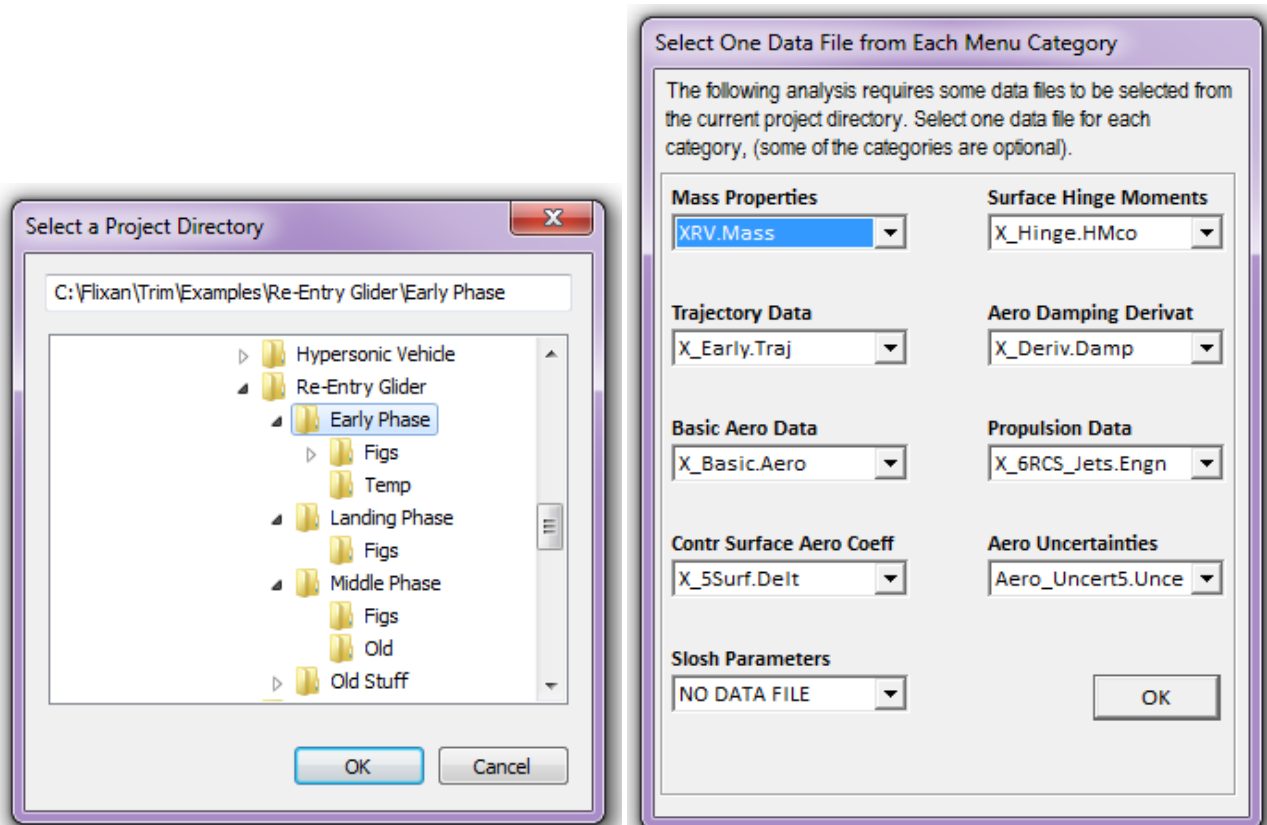 Select a Project Directory
C:\Flixan\Trim\Examples\Re-Entry Glider\Early Phase
Hypersonic Vehicle
Re-Entry Glider
Early Phase
Figs
Temp
Landing Phase
Figs
Middle Phase
Figs
Old
Old Stuff
OK
Cancel
Select One Data File from Each Menu Category
The following analysis requires some data files to be selected from
the current project directory. Select one data file for each
category, (some of the categories are optional).
Mass Properties
XRV.Mass
Surface Hinge Moments
X_Hinge.HMco
Trajectory Data
X_Early.Traj
Aero Damping Derivat
X_Deriv.Damp
Basic Aero Data
X_Basic.Aero
Propulsion Data
X_6RCS_Jets.Engn
Contr Surface Aero Coeff
X_5Surf.Delt
Aero Uncertainties
Aero_Uncert5.Unce
Slosh Parameters
NO DATA FILE
OK